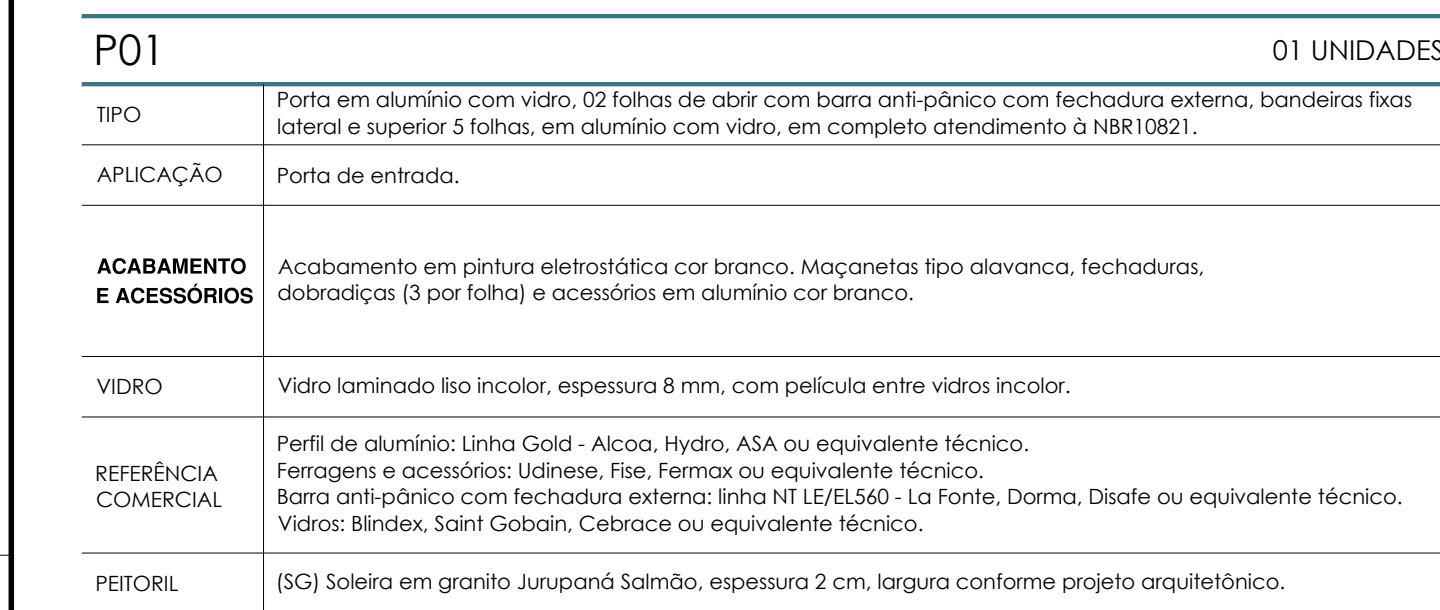 P01
01 UNIDADES
TIPO
Porta em alumínio com vidro, 02 folhas de abrir com barra anti-pânico com fechadura externa, bandeiras fixas
lateral e superior 5 folhas, em alumínio com vidro, em completo atendimento à NBR10821.
APLICAÇÃO
Porta de entrada.
ACABAMENTO
E ACESSÓRIOS
Acabamento em pintura eletrostática cor branco. Maçanetas tipo alavanca, fechaduras,
dobradiças (3 por folha) e acessórios em alumínio cor branco.
VIDRO
Vidro laminado liso incolor, espessura 8 mm, com película entre vidros incolor.
REFERÊNCIA
COMERCIAL
Perfil de alumínio: Linha Gold - Alcoa, Hydro, ASA ou equivalente técnico.
Ferragens e acessórios: Udinese, Fise, Fermax ou equivalente técnico.
Barra anti-pânico com fechadura externa: linha NT LE/EL560 - La Fonte, Dorma, Disafe ou equivalente técnico.
Vidros: Blindex, Saint Gobain, Cebrace ou equivalente técnico.
PEITORIL
(SG) Soleira em granito Jurupaná Salmão, espessura 2 cm, largura conforme projeto arquitetônico.